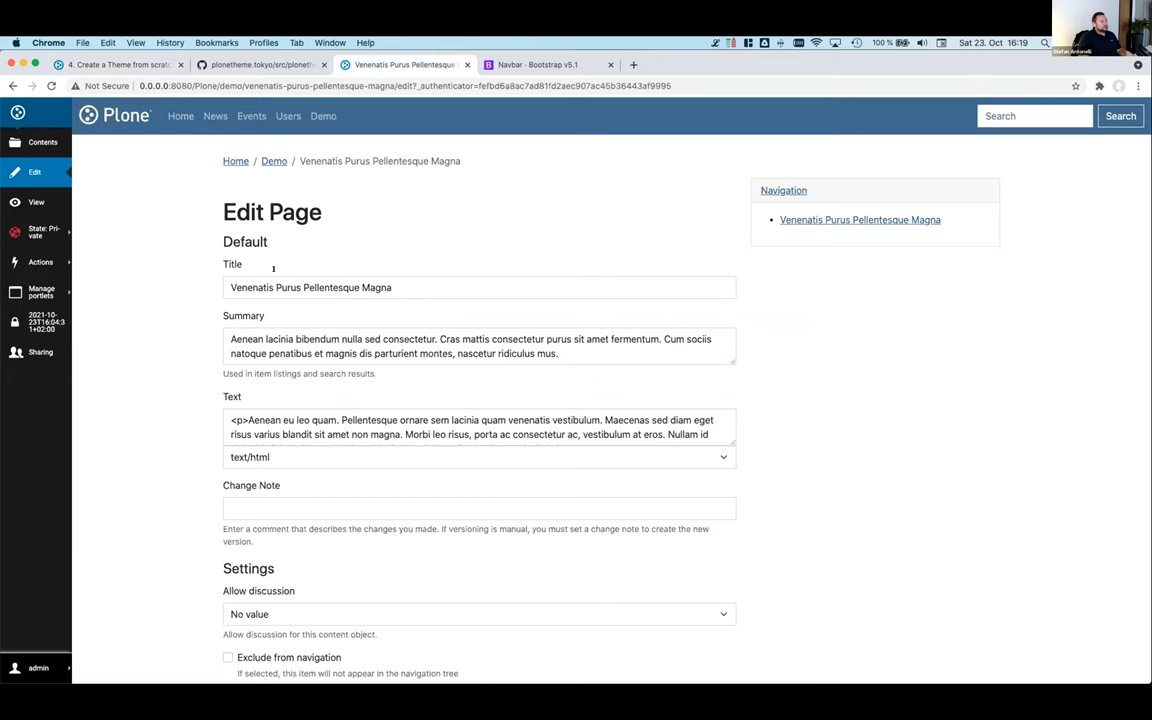 Chrome File Edit View History Bookmarks Profiles Tab Window Help 100 % Sat 23. Oct 16:19
Stefan Antonelli
4. Create a Theme from scratc
plonetheme.tokyo/src/plonethe
Venenatis Purus Pellentesque
Navbar · Bootstrap v5.1
Not Secure 0.0.0.0:8080/Plone/demo/venenatis-purus-pellentesque-magna/edit?_authenticator=fefbd6a8ac7ad81fd2aec907ac45b36443af9995
Plone Home News Events Users Demo
Search Search
Contents
Edit
View
State: Pri-
vate
Actions
Manage
portlets
2021-10-
23T16:04:3
1+02:00
Sharing
admin
Home / Demo / Venenatis Purus Pellentesque Magna
Edit Page
Default
Title
Venenatis Purus Pellentesque Magna
Summary
Aenean lacinia bibendum nulla sed consectetur. Cras mattis consectetur purus sit amet fermentum. Cum sociis
natoque penatibus et magnis dis parturient montes, nascetur ridiculus mus.
Used in item listings and search results.
Text
<p>Aenean eu leo quam. Pellentesque ornare sem lacinia quam venenatis vestibulum. Maecenas sed diam eget
risus varius blandit sit amet non magna. Morbi leo risus, porta ac consectetur ac, vestibulum at eros. Nullam id
text/html
Change Note
Enter a comment that describes the changes you made. If versioning is manual, you must set a change note to create the new
version.
Settings
Allow discussion
No value
Allow discussion for this content object.
Exclude from navigation
If selected, this item will not appear in the navigation tree
Navigation
Venenatis Purus Pellentesque Magna